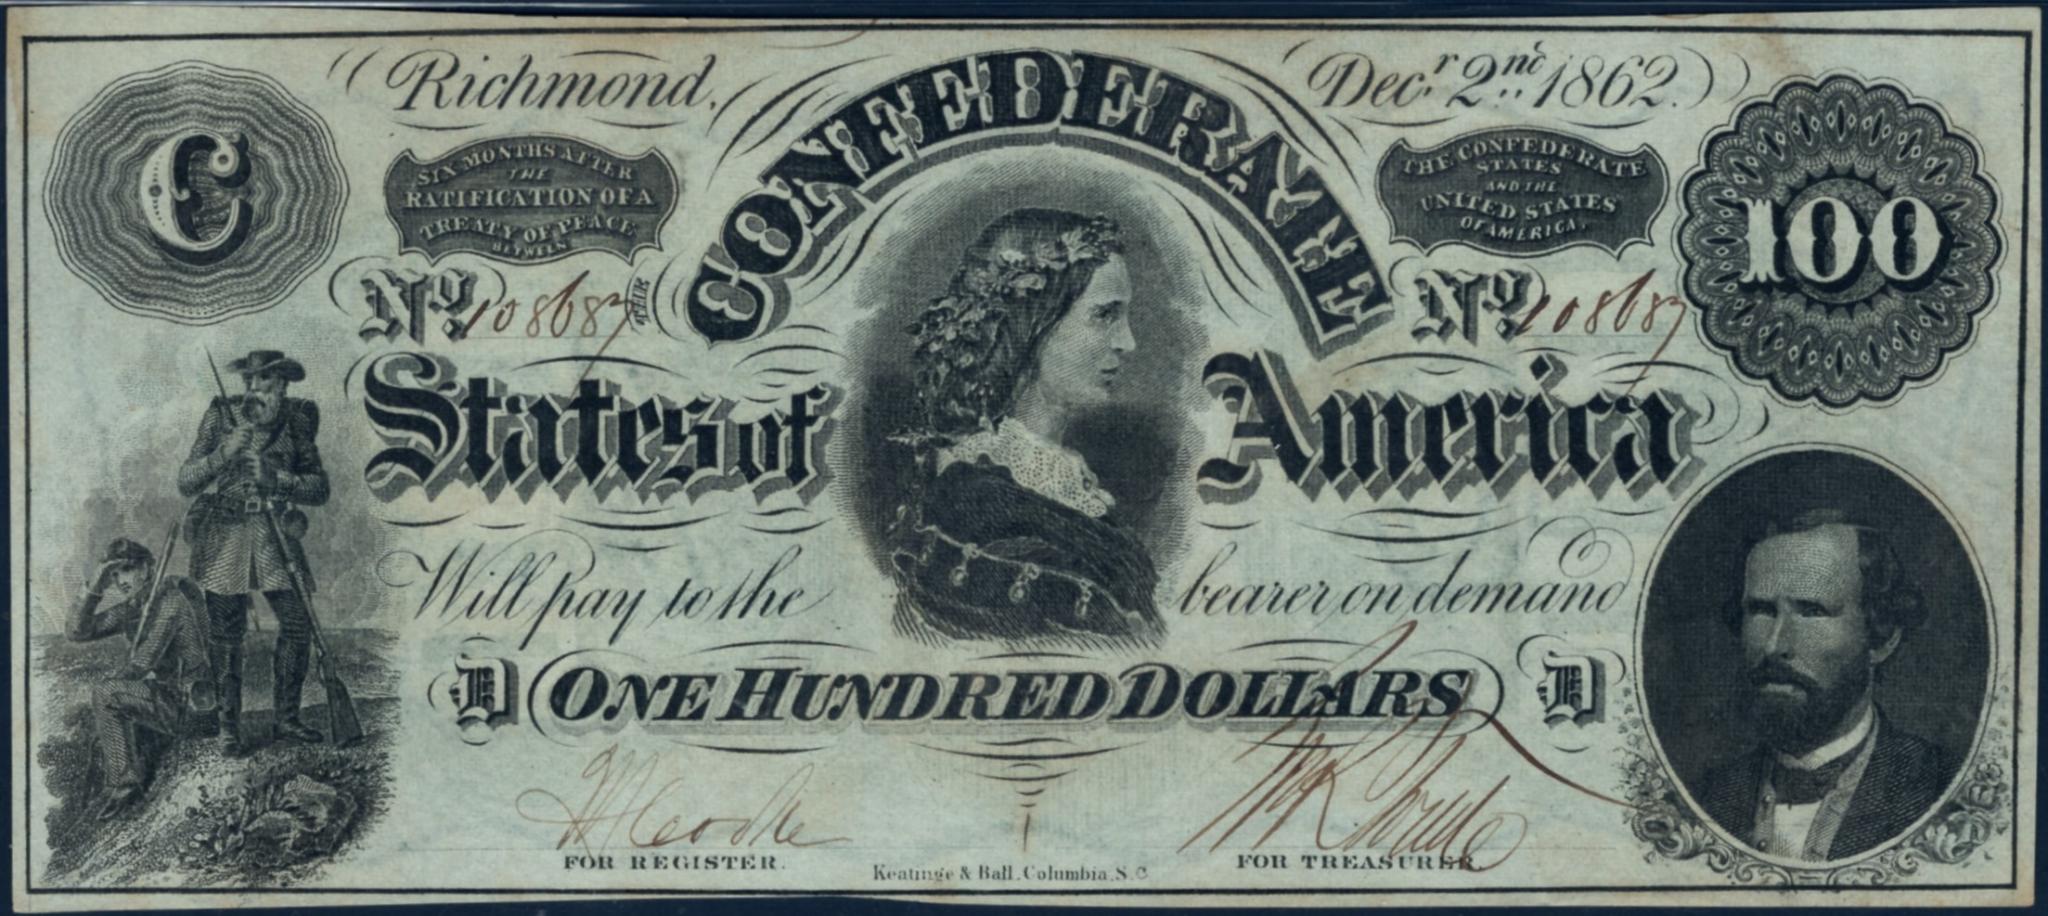 Richmond,
Decr. 2nd. 1862.
C
SIX MONTHS AFTER
THE
RATIFICATION OF A
TREATY OF PEACE
BETWEEN
THE CONFEDERATE
STATES
AND THE
UNITED STATES
OF AMERICA.
100
No. 108687
THE
CONFEDERATE
No. 108687
States of America
Will pay to the bearer on demand
D ONE HUNDRED DOLLARS D
FOR REGISTER.
Keatinge & Ball, Columbia, S.C
FOR TREASURER.